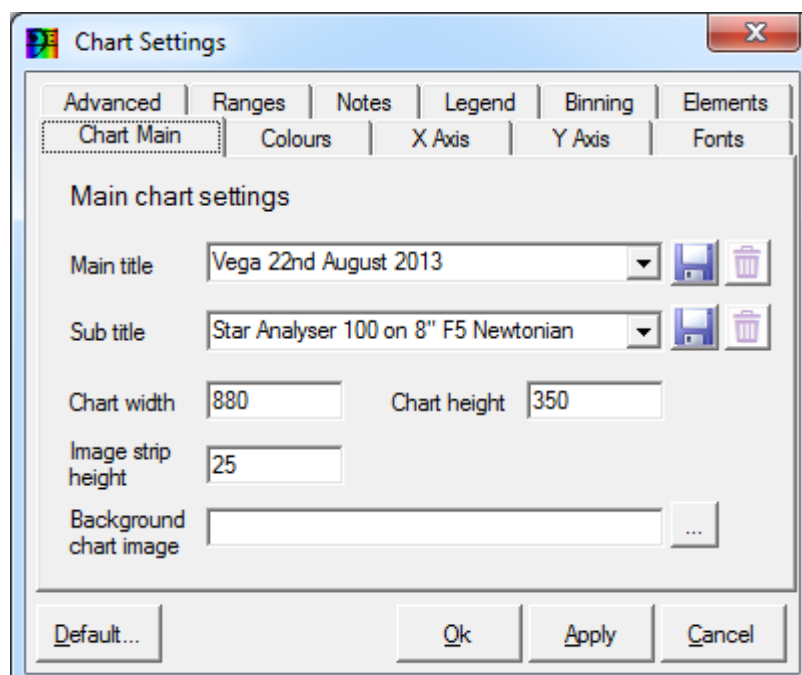 Chart Settings
Advanced Ranges Notes Legend Binning Elements
Chart Main Colours X Axis Y Axis Fonts
Main chart settings
Main title Vega 22nd August 2013
Sub title Star Analyser 100 on 8" F5 Newtonian
Chart width 880 Chart height 350
Image strip
height
25
Background
chart image
...
Default... Ok Apply Cancel